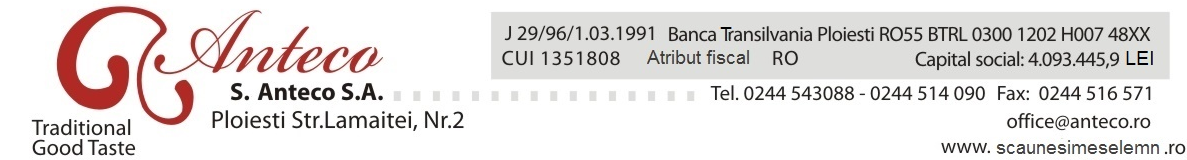 Anteco
S. Anteco S.A.
Ploiesti Str.Lamaitei, Nr.2
Traditional
Good Taste
J 29/96/1.03.1991 Banca Transilvania Ploiesti RO55 BTRL 0300 1202 H007 48XX
CUI 1351808 Atribut fiscal RO Capital social: 4.093.445,9 LEI
Tel. 0244 543088 - 0244 514 090 Fax: 0244 516 571
office@anteco.ro
www. scaunesimeselemn .ro